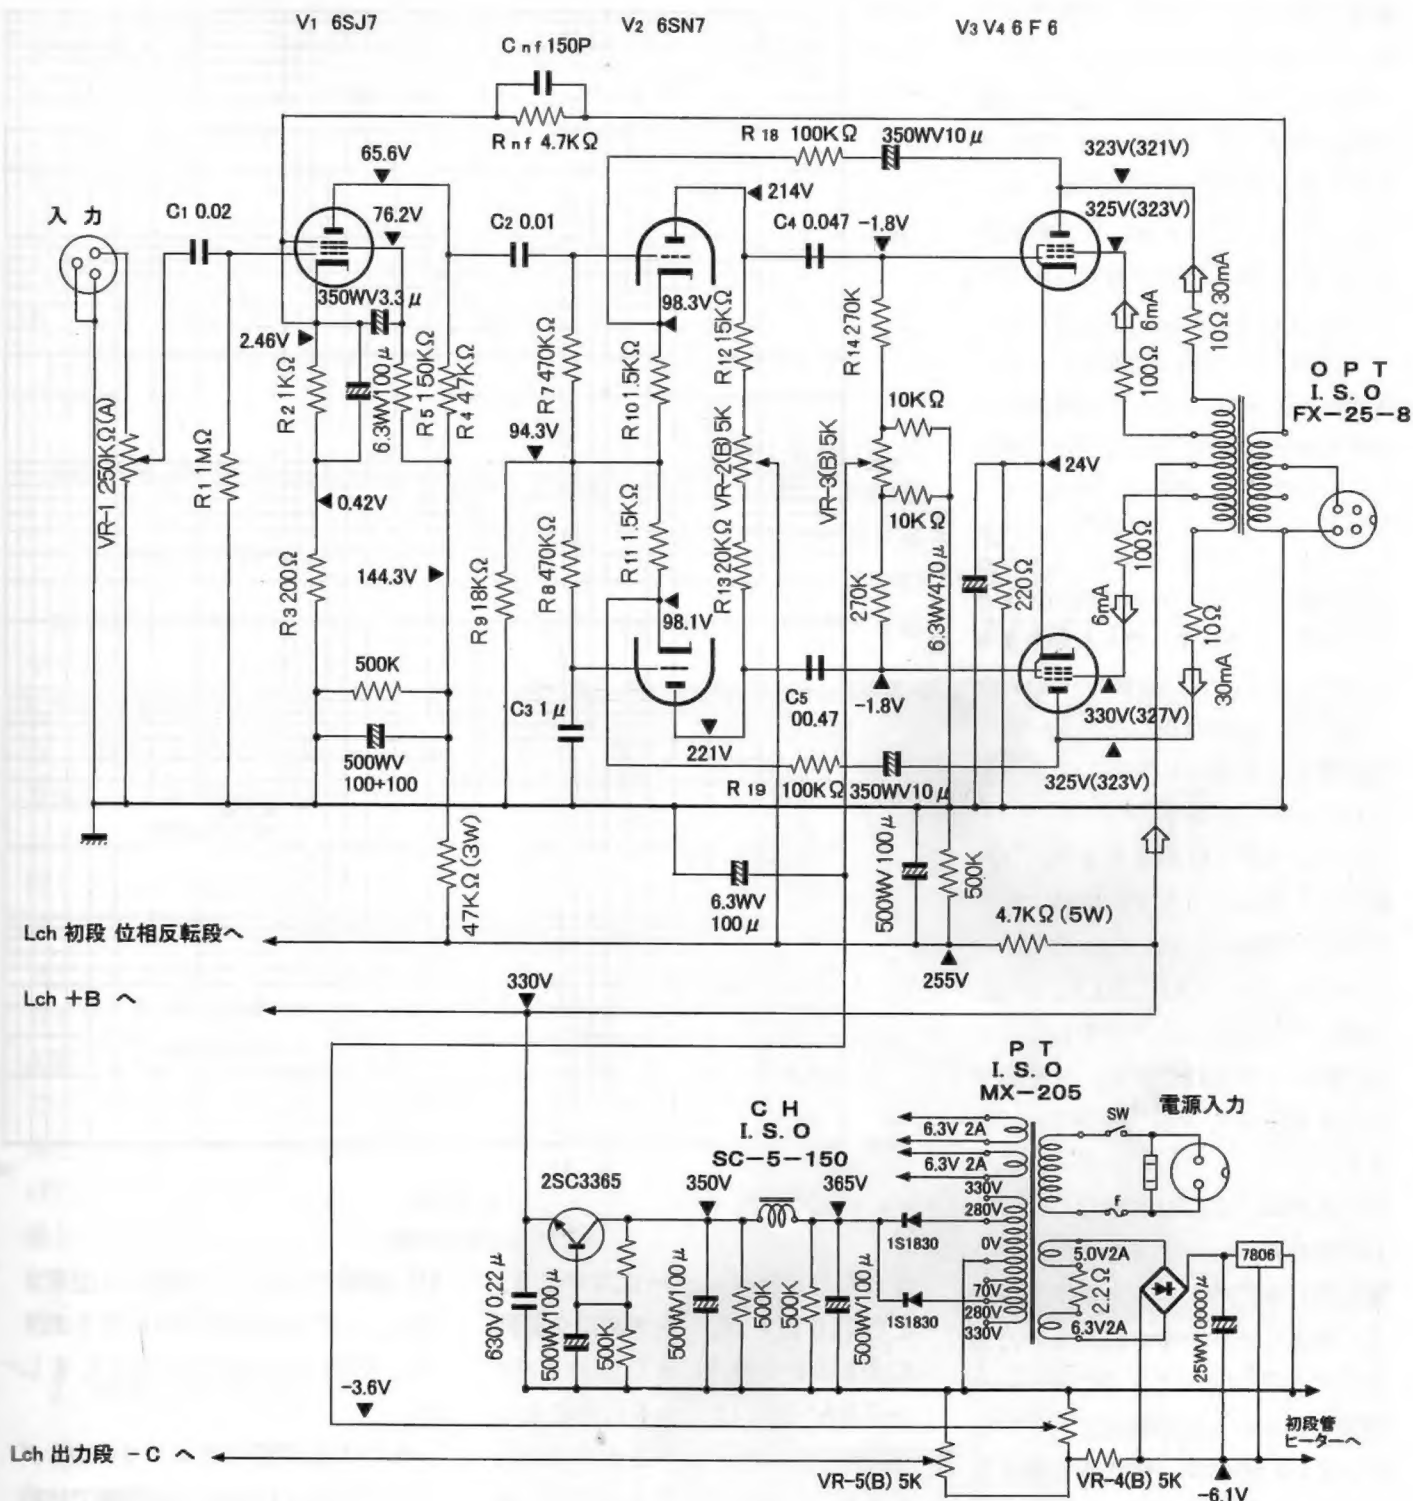 V1 6SJ7
V2 6SN7
V3 V4 6 F 6
C nf 150P
R nf 4.7KΩ
R 18 100KΩ
350WV10μ
65.6V
323V(321V)
入 力
C1 0.02
76.2V
C2 0.01
214V
C4 0.047
-1.8V
325V(323V)
350WV3.3μ
98.3V
2.46V
R2 1KΩ
6.3WV100μ
R5 150KΩ
R4 47KΩ
R7 470KΩ
R10 1.5KΩ
R12 15KΩ
R14 270K
10KΩ
100Ω 6mA
10Ω 30mA
O P T
I. S. O
FX-25-8
VR-1 250KΩ(A)
R1 1MΩ
0.42V
94.3V
VR-2(B) 5K
VR-3(B) 5K
10KΩ
24V
R3 200Ω
144.3V
R9 18KΩ
R8 470KΩ
R11 1.5KΩ
R13 20KΩ
270K
6.3WV470μ
220Ω
100Ω
6mA
10Ω
30mA
98.1V
500K
C3 1μ
C5
00.47
-1.8V
330V(327V)
500WV
100+100
221V
R 19
100KΩ
350WV10μ
325V(323V)
47KΩ(3W)
6.3WV
100μ
500WV 100μ
500K
4.7KΩ(5W)
Lch 初段 位相反転段へ
255V
Lch +B へ
330V
P T
I. S. O
MX-205
C H
I. S. O
SC-5-150
電源入力
SW
6.3V 2A
6.3V 2A
2SC3365
350V
365V
330V
280V
F
1S1830
0V
5.0V2A
7806
630V 0.22μ
500WV100μ
500K
500WV100μ
500K
500K
500WV100μ
70V
1S1830
280V
330V
2.2Ω
6.3V2A
25WV10000μ
-3.6V
初段管
ヒーターへ
Lch 出力段 -C へ
VR-5(B) 5K
VR-4(B) 5K
-6.1V